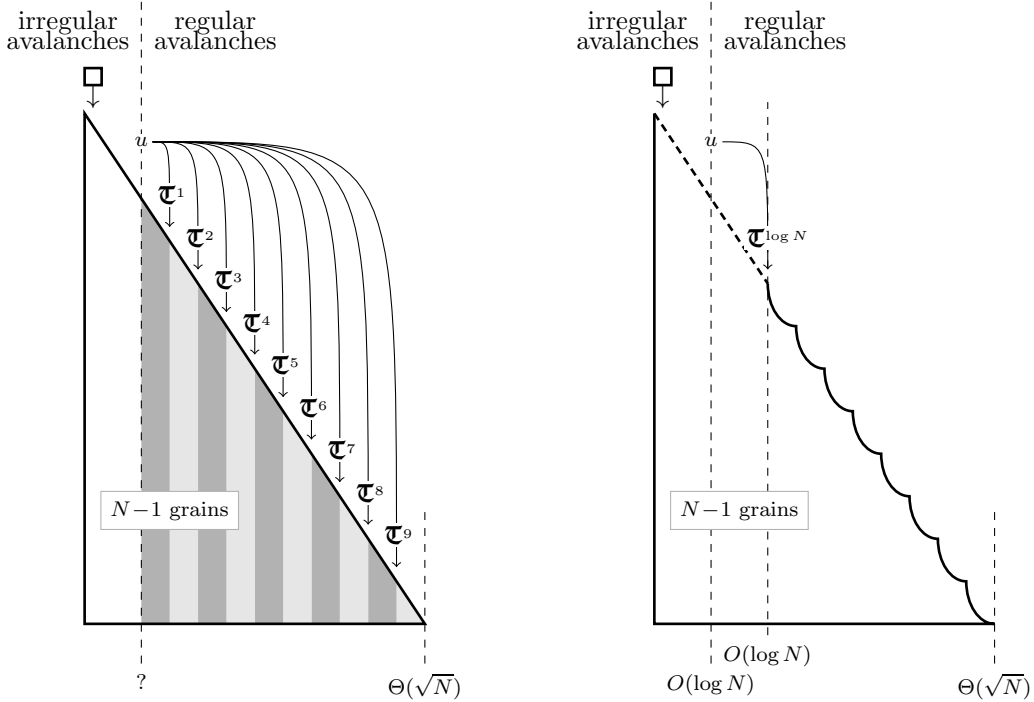 irregular
avalanches
regular
avalanches
u
𝕿¹
𝕿²
𝕿³
𝕿⁴
𝕿⁵
𝕿⁶
𝕿⁷
𝕿⁸
𝕿⁹
N−1 grains
?
Θ(√N)
irregular
avalanches
regular
avalanches
u
𝕿^{log N}
N−1 grains
O(log N)
O(log N)
Θ(√N)